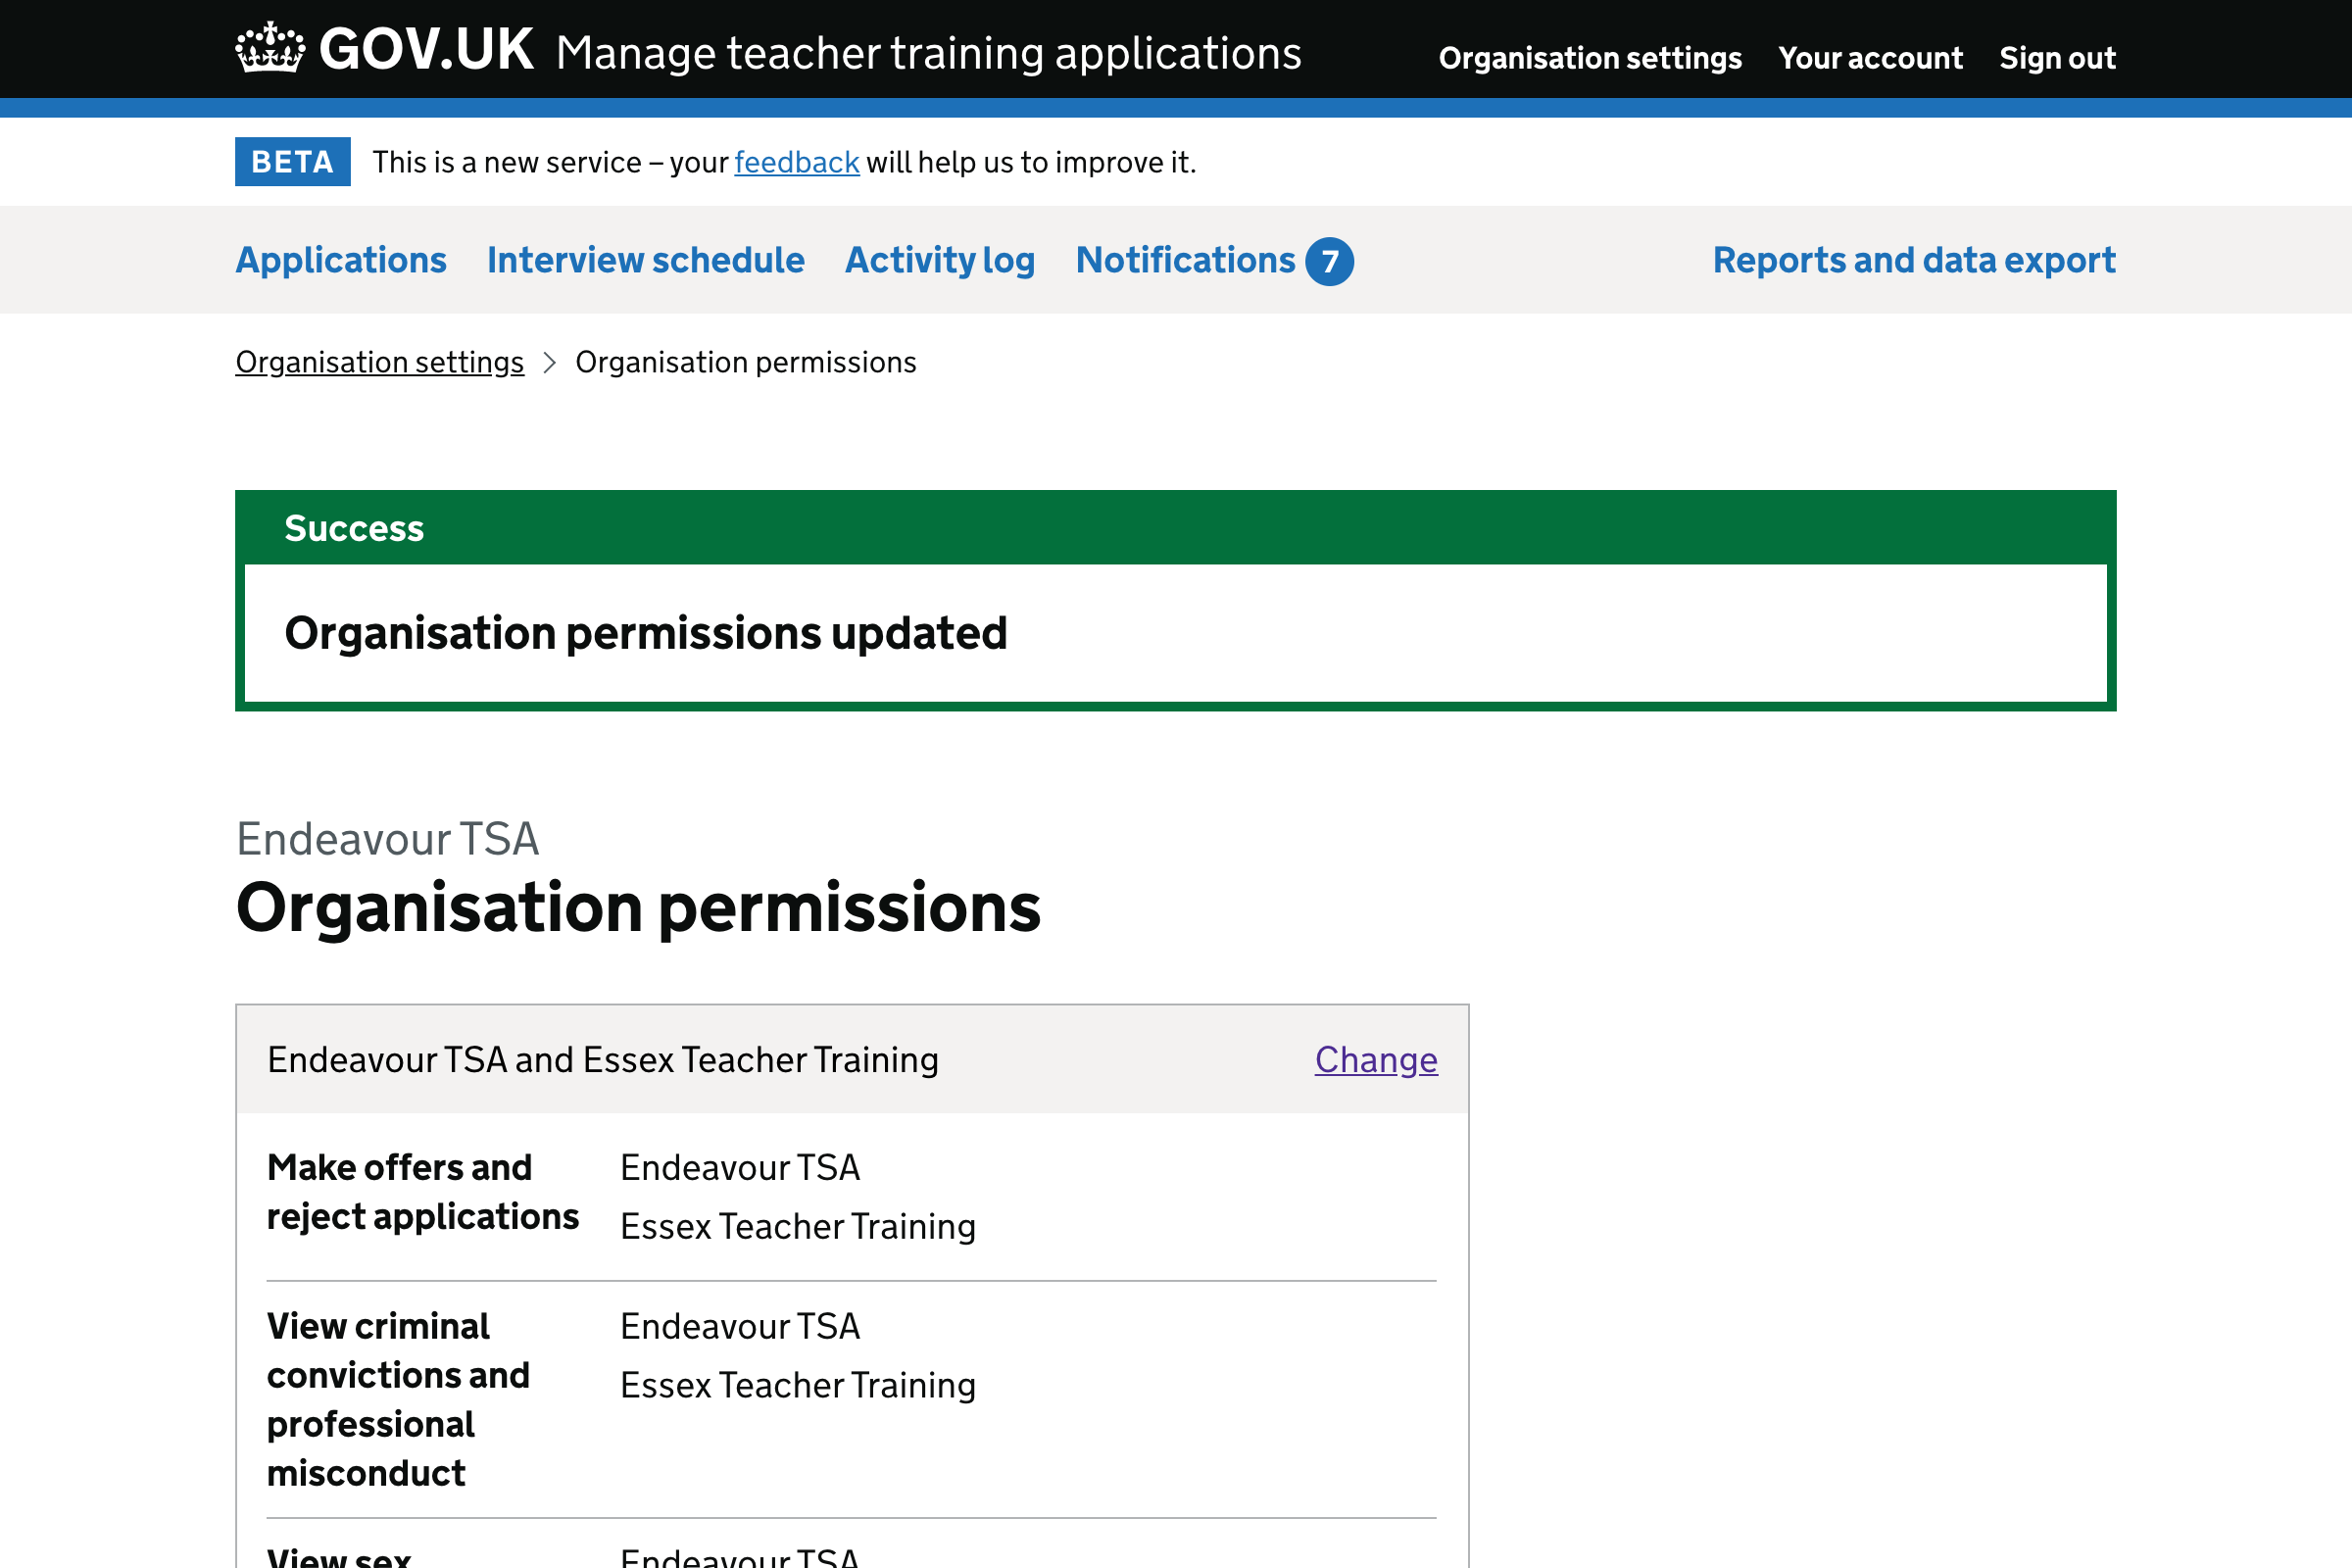 GOV.UK Manage teacher training applications Organisation settings Your account Sign out
BETA This is a new service – your feedback will help us to improve it.
Applications Interview schedule Activity log Notifications 7 Reports and data export
Organisation settings Organisation permissions
Success
Organisation permissions updated
Endeavour TSA
Organisation permissions
Endeavour TSA and Essex Teacher Training Change
Make offers and Endeavour TSA
reject applications Essex Teacher Training
View criminal Endeavour TSA
convictions and Essex Teacher Training
professional
misconduct
View sex Endeavour TSA